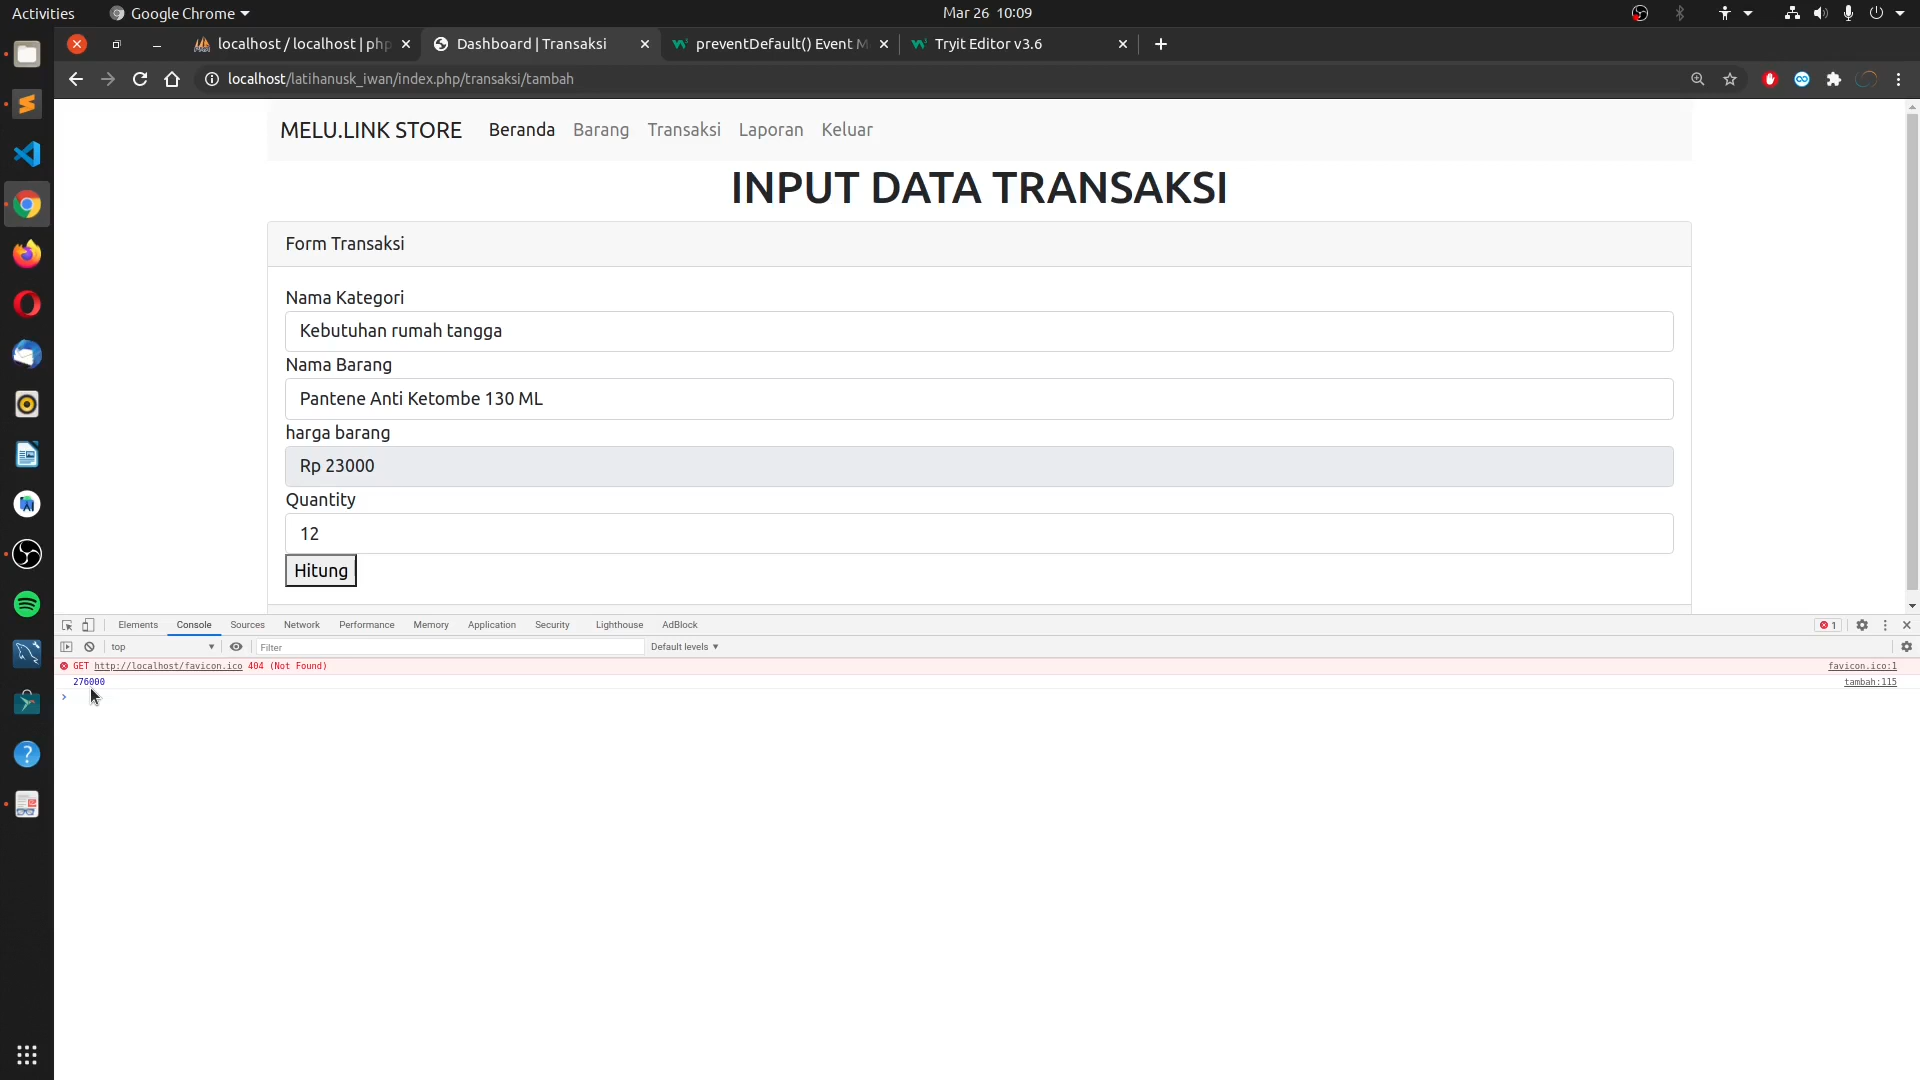 Activities
Google Chrome
Mar 26 10:09
localhost / localhost | php
Dashboard | Transaksi
preventDefault() Event M
Tryit Editor v3.6
localhost/latihanusk_iwan/index.php/transaksi/tambah
MELU.LINK STORE
Beranda
Barang
Transaksi
Laporan
Keluar
INPUT DATA TRANSAKSI
Form Transaksi
Nama Kategori
Kebutuhan rumah tangga
Nama Barang
Pantene Anti Ketombe 130 ML
harga barang
Rp 23000
Quantity
12
Hitung
Elements
Console
Sources
Network
Performance
Memory
Application
Security
Lighthouse
AdBlock
1
top
Filter
Default levels
GET http://localhost/favicon.ico 404 (Not Found)
favicon.ico:1
276000
tambah:115